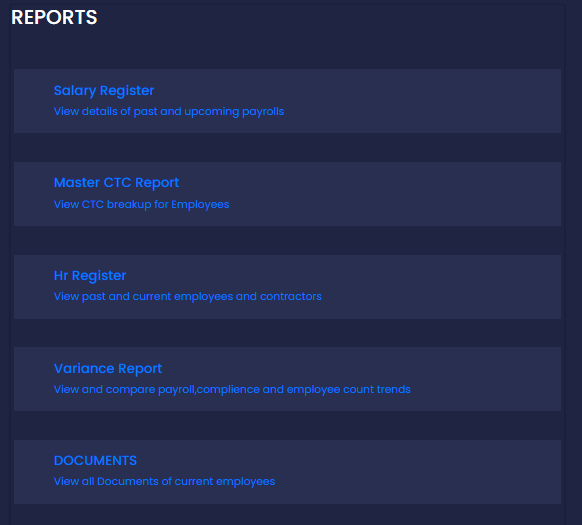 REPORTS
Salary Register
View details of past and upcoming payrolls
Master CTC Report
View CTC breakup for Employees
Hr Register
View past and current employees and contractors
Variance Report
View and compare payroll,complience and employee count trends
DOCUMENTS
View all Documents of current employees